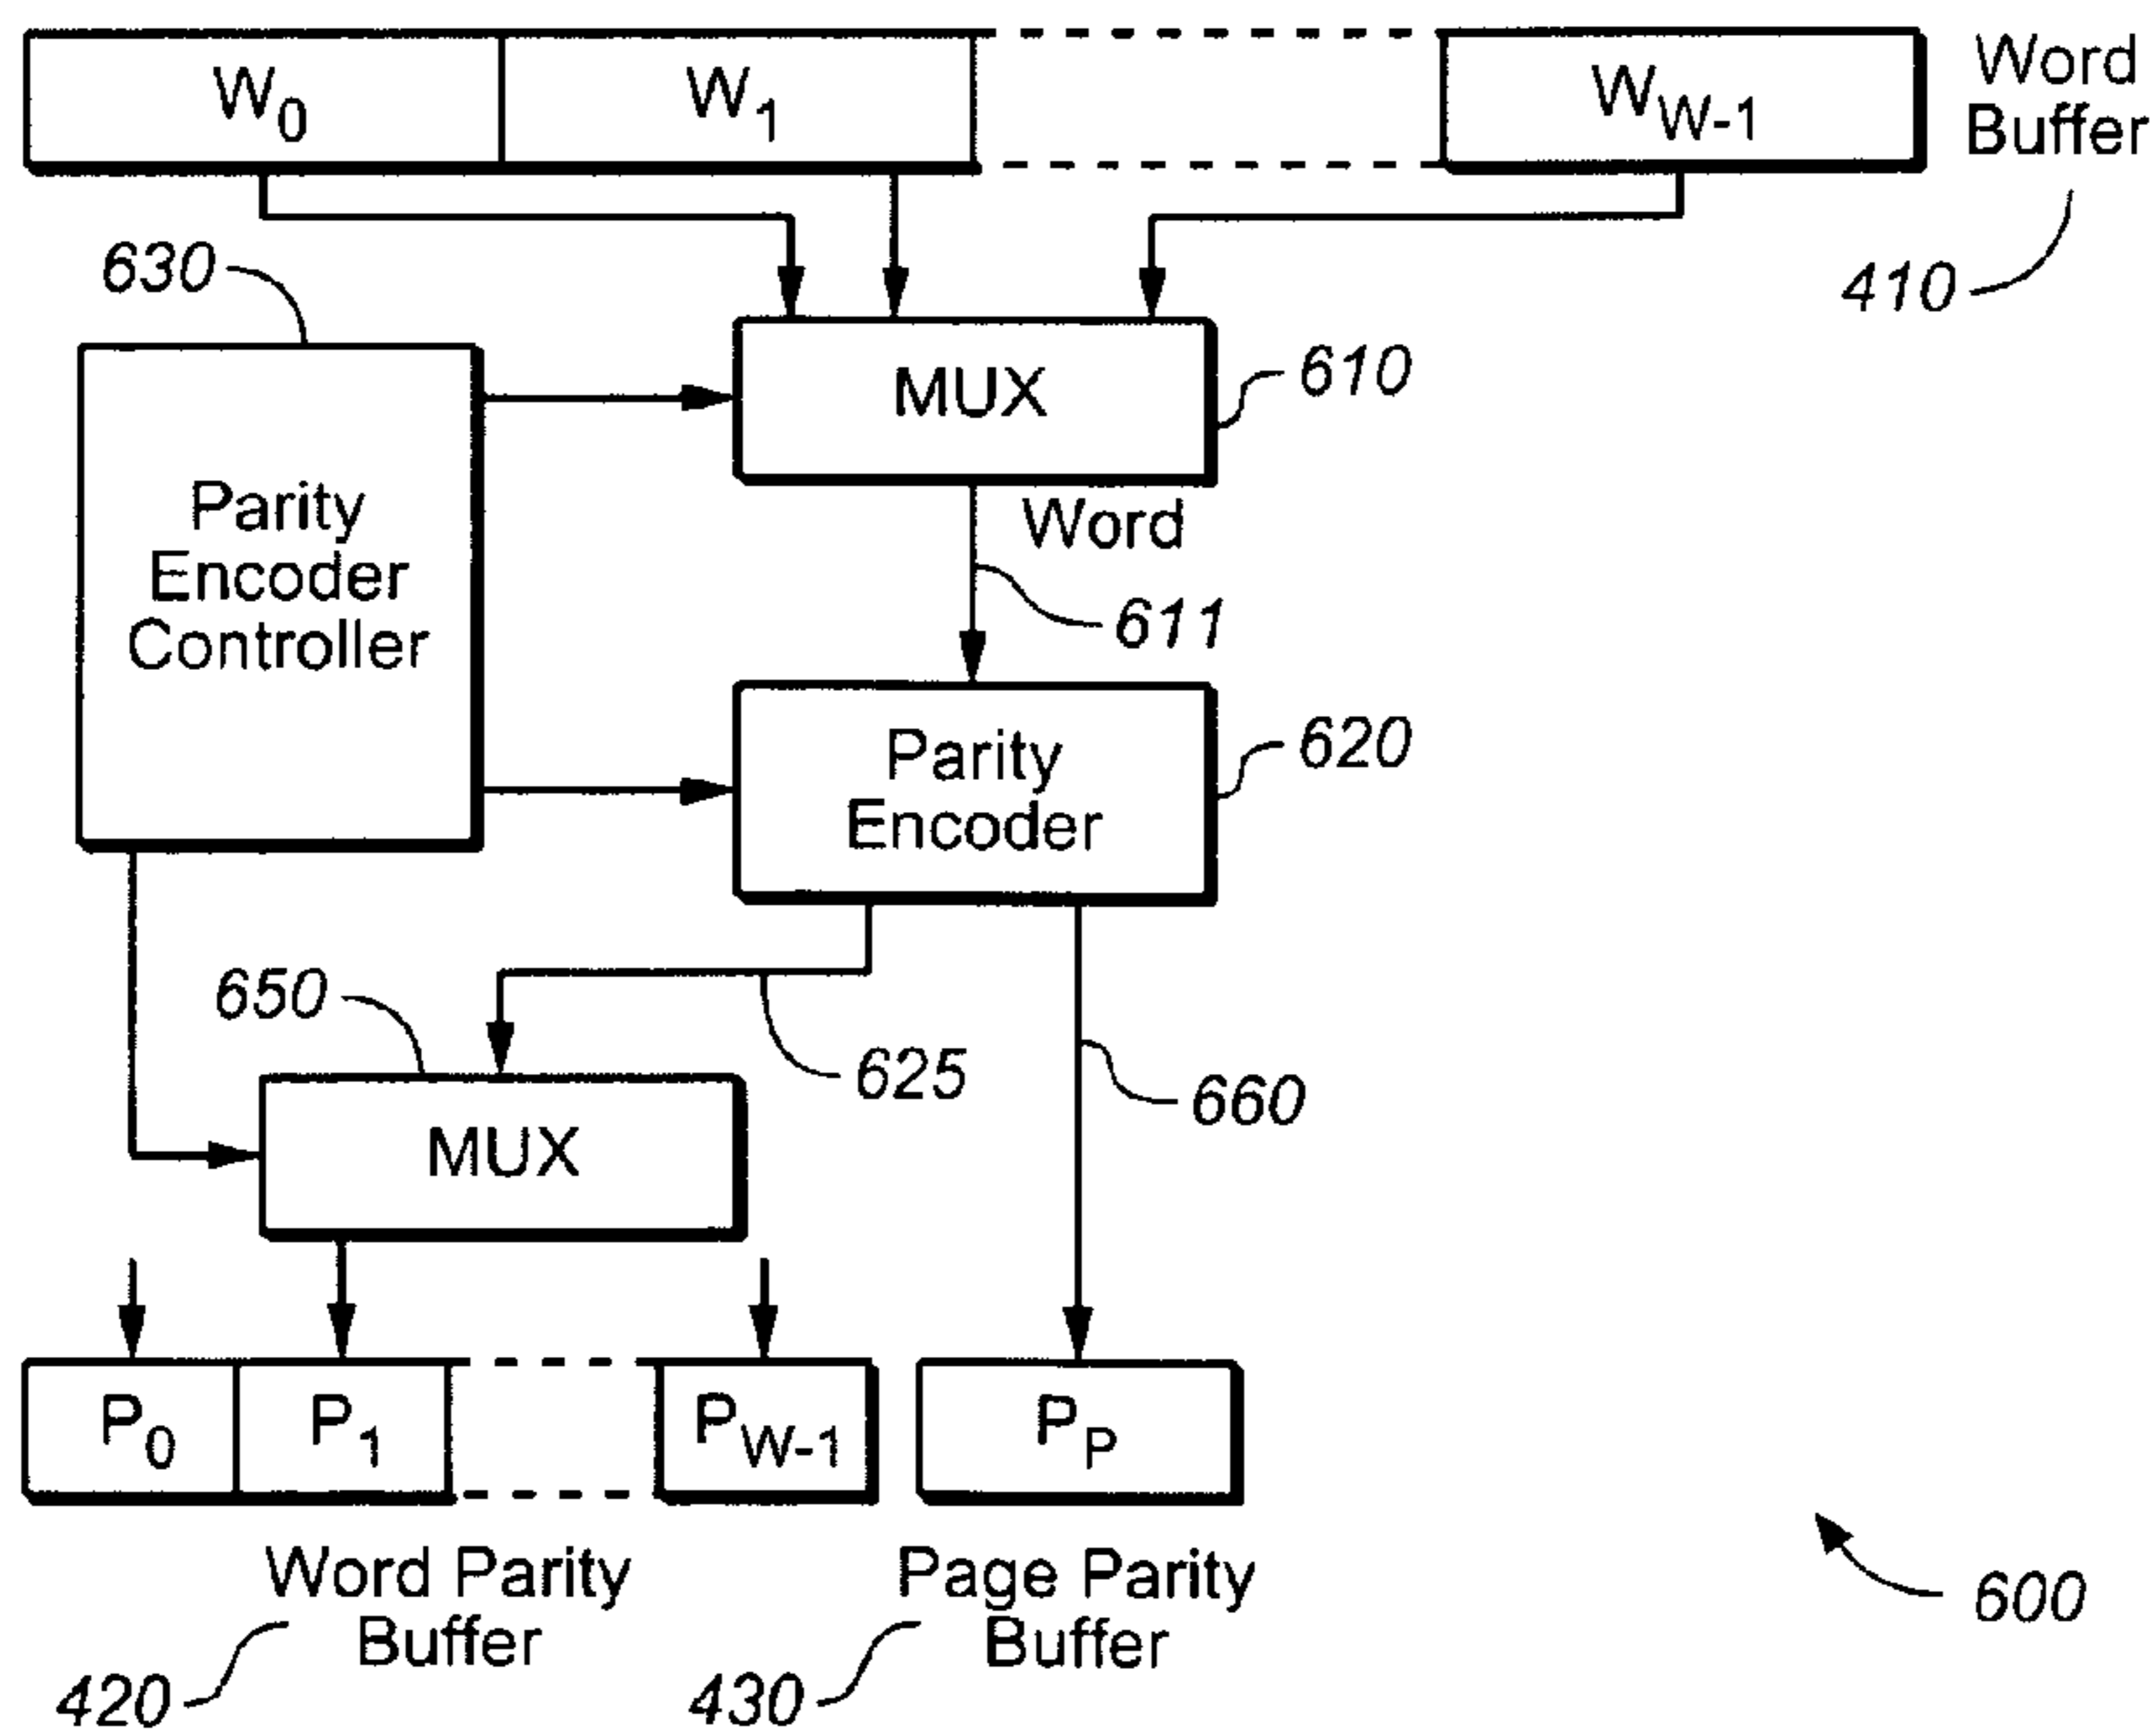 W0 W1 WW-1 Word
Buffer
630
410
MUX
610
Word
Parity
Encoder
Controller
611
Parity
Encoder
620
650
625
660
MUX
P0 P1 PW-1 PP
Word Parity
Buffer
Page Parity
Buffer
600
420
430